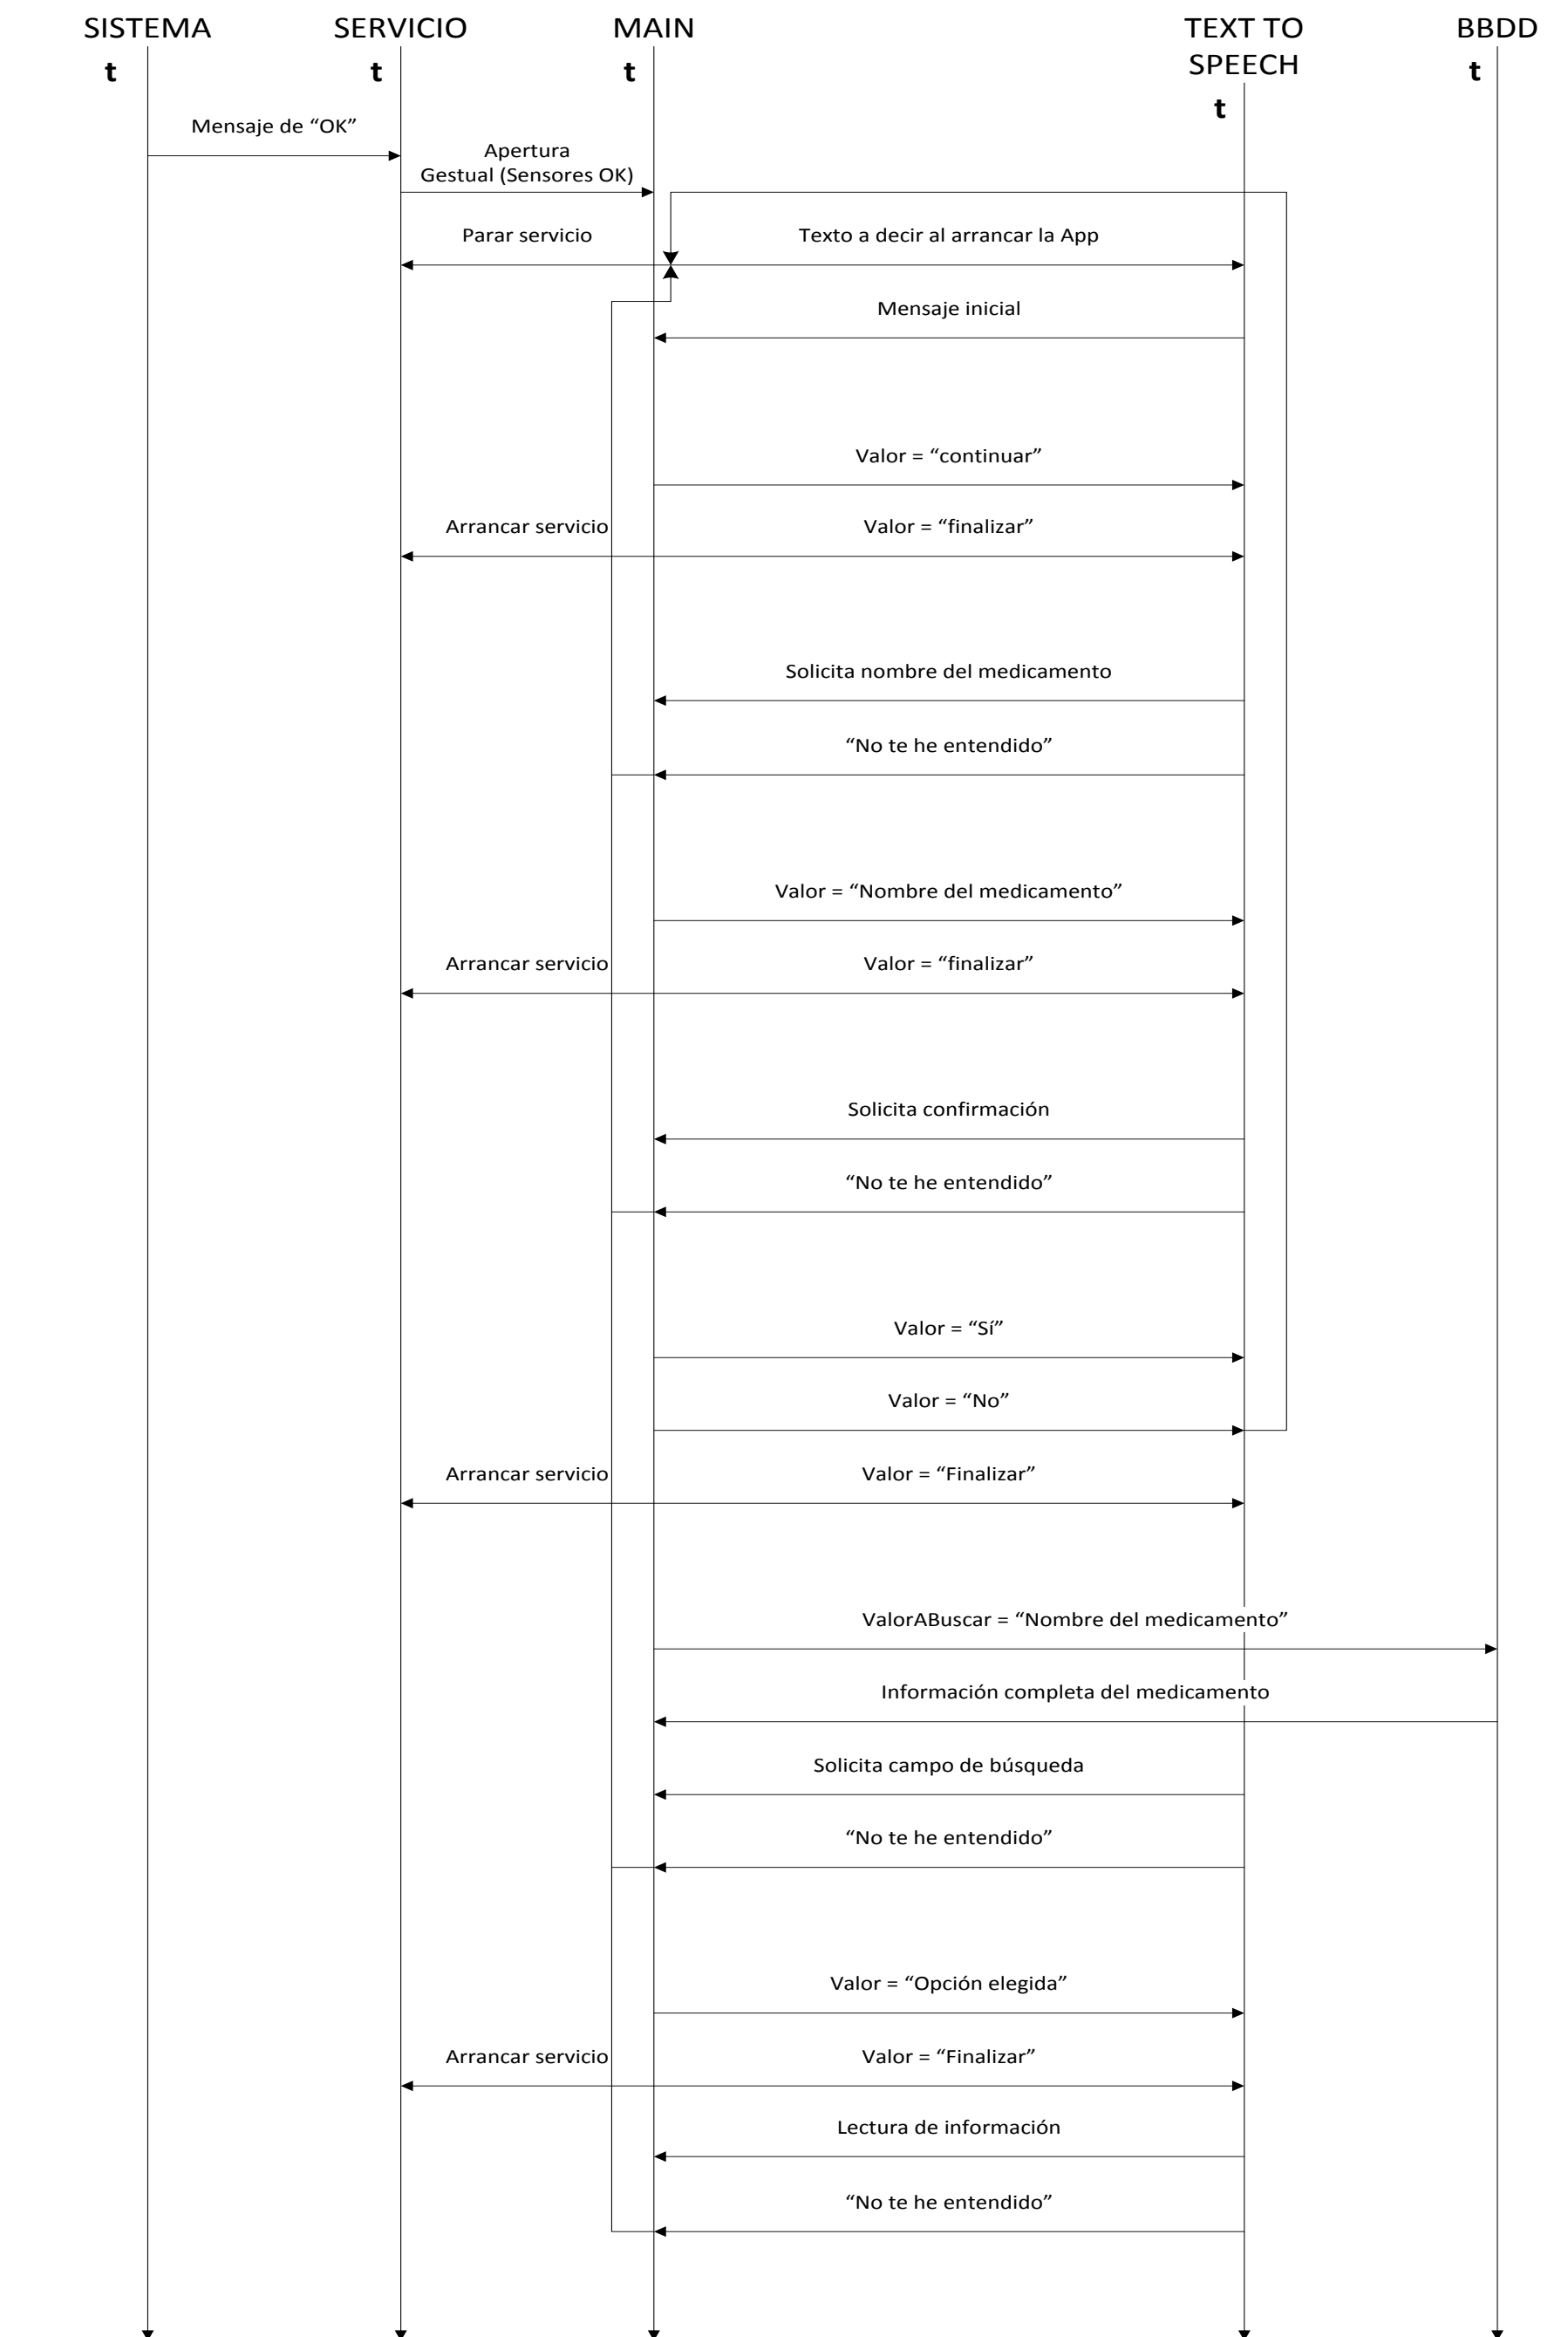 SISTEMA
SERVICIO
MAIN
TEXT TO
SPEECH
BBDD
t
t
t
t
t
Mensaje de “OK”
Apertura
Gestual (Sensores OK)
Parar servicio
Texto a decir al arrancar la App
Mensaje inicial
Valor = “continuar”
Arrancar servicio
Valor = “finalizar”
Solicita nombre del medicamento
“No te he entendido”
Valor = “Nombre del medicamento”
Arrancar servicio
Valor = “finalizar”
Solicita confirmación
“No te he entendido”
Valor = “Sí”
Valor = “No”
Arrancar servicio
Valor = “Finalizar”
ValorABuscar = “Nombre del medicamento”
Información completa del medicamento
Solicita campo de búsqueda
“No te he entendido”
Valor = “Opción elegida”
Arrancar servicio
Valor = “Finalizar”
Lectura de información
“No te he entendido”